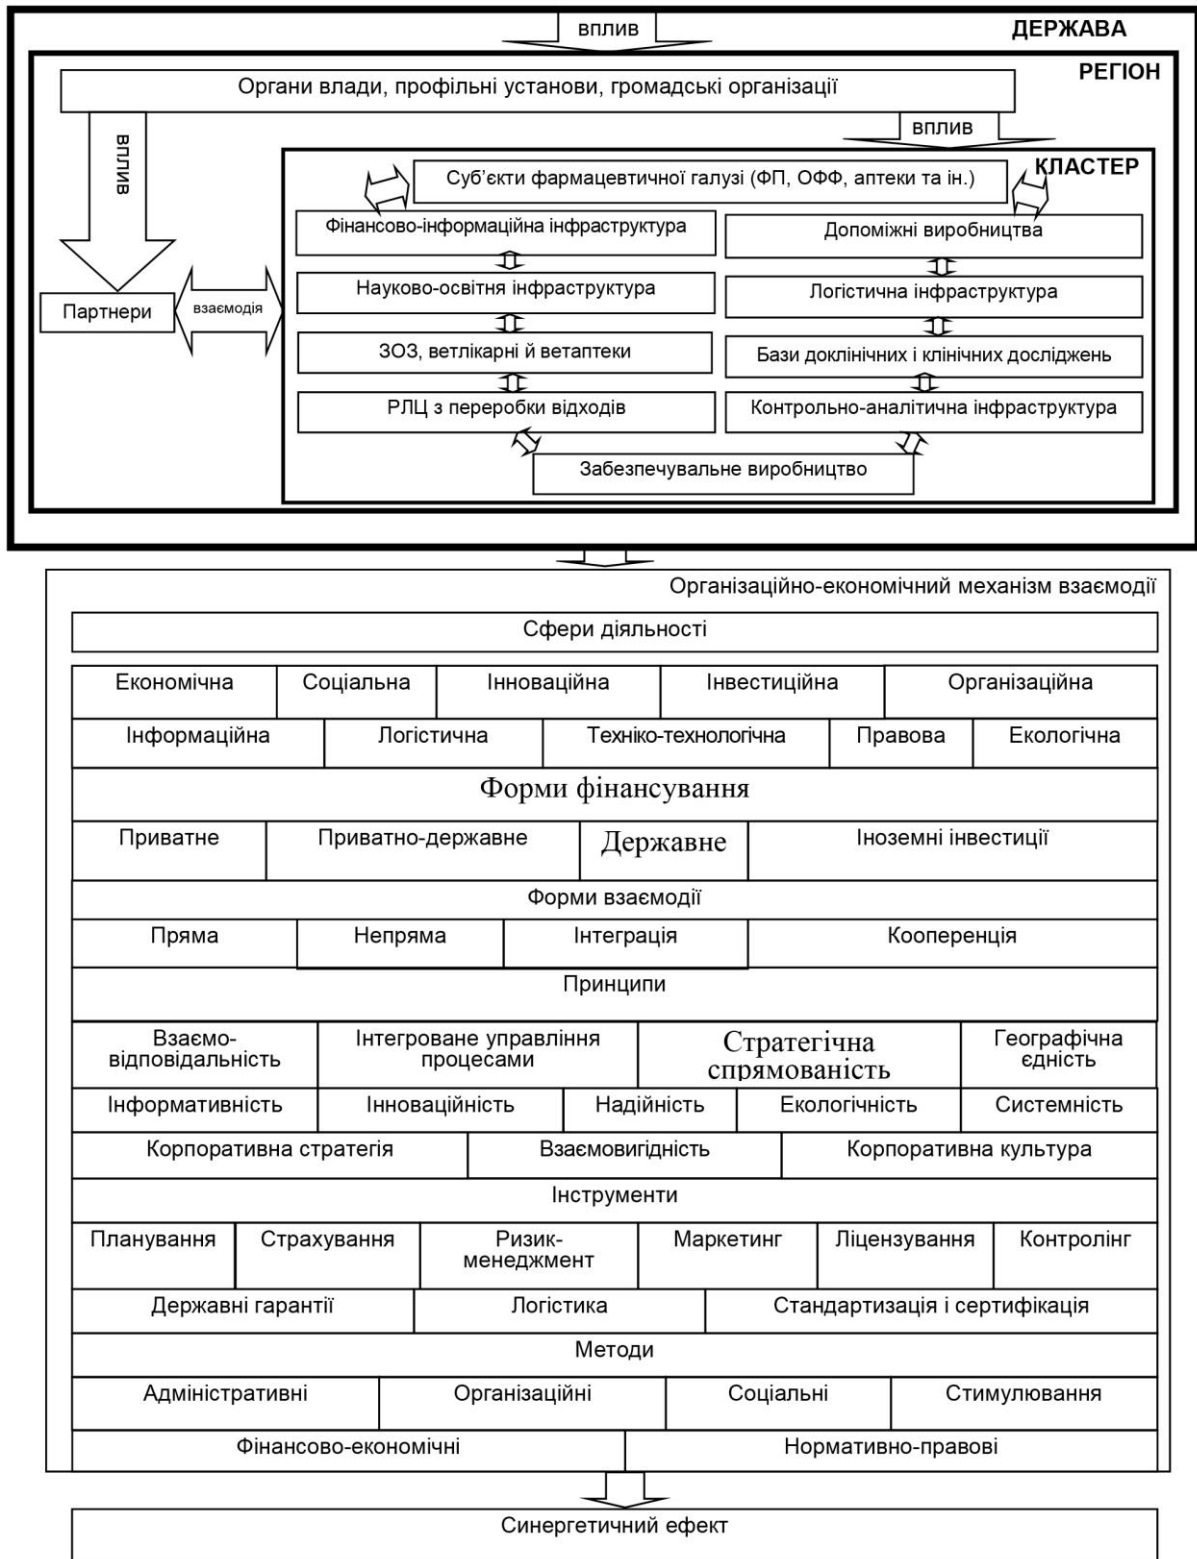 вплив
ДЕРЖАВА
РЕГІОН
Органи влади, профільні установи, громадські організації
вплив
вплив
КЛАСТЕР
Суб’єкти фармацевтичної галузі (ФП, ОФФ, аптеки та ін.)
Фінансово-інформаційна інфраструктура
Допоміжні виробництва
Науково-освітня інфраструктура
Логістична інфраструктура
Партнери
взаємодія
ЗОЗ, ветлікарні й ветаптеки
Бази доклінічних і клінічних досліджень
РЛЦ з переробки відходів
Контрольно-аналітична інфраструктура
Забезпечувальне виробництво
Організаційно-економічний механізм взаємодії
Сфери діяльності
Економічна Соціальна Інноваційна Інвестиційна Організаційна
Інформаційна Логістична Техніко-технологічна Правова Екологічна
Форми фінансування
Приватне Приватно-державне Державне Іноземні інвестиції
Форми взаємодії
Пряма Непряма Інтеграція Кооперенція
Принципи
Взаємо-
відповідальність
Інтегроване управління
процесами
Стратегічна
спрямованість
Географічна
єдність
Інформативність Інноваційність Надійність Екологічність Системність
Корпоративна стратегія Взаємовигідність Корпоративна культура
Інструменти
Планування Страхування
Ризик-
менеджмент
Маркетинг Ліцензування Контролінг
Державні гарантії Логістика Стандартизація і сертифікація
Методи
Адміністративні Організаційні Соціальні Стимулювання
Фінансово-економічні Нормативно-правові
Синергетичний ефект